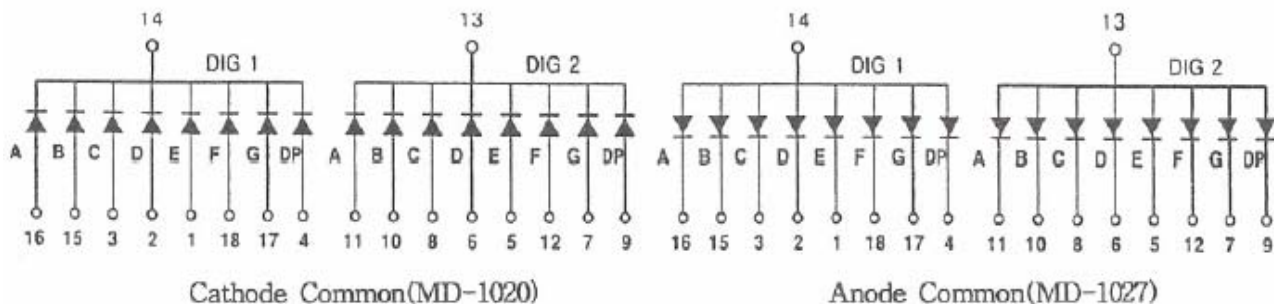 14 13 14 13
DIG 1 DIG 2 DIG 1 DIG 2
A B C D E F G DP A B C D E F G DP A B C D E F G DP A B C D E F G DP
16 15 3 2 1 18 17 4 11 10 8 6 5 12 7 9 16 15 3 2 1 18 17 4 11 10 8 6 5 12 7 9
Cathode Common(MD-1020) Anode Common(MD-1027)